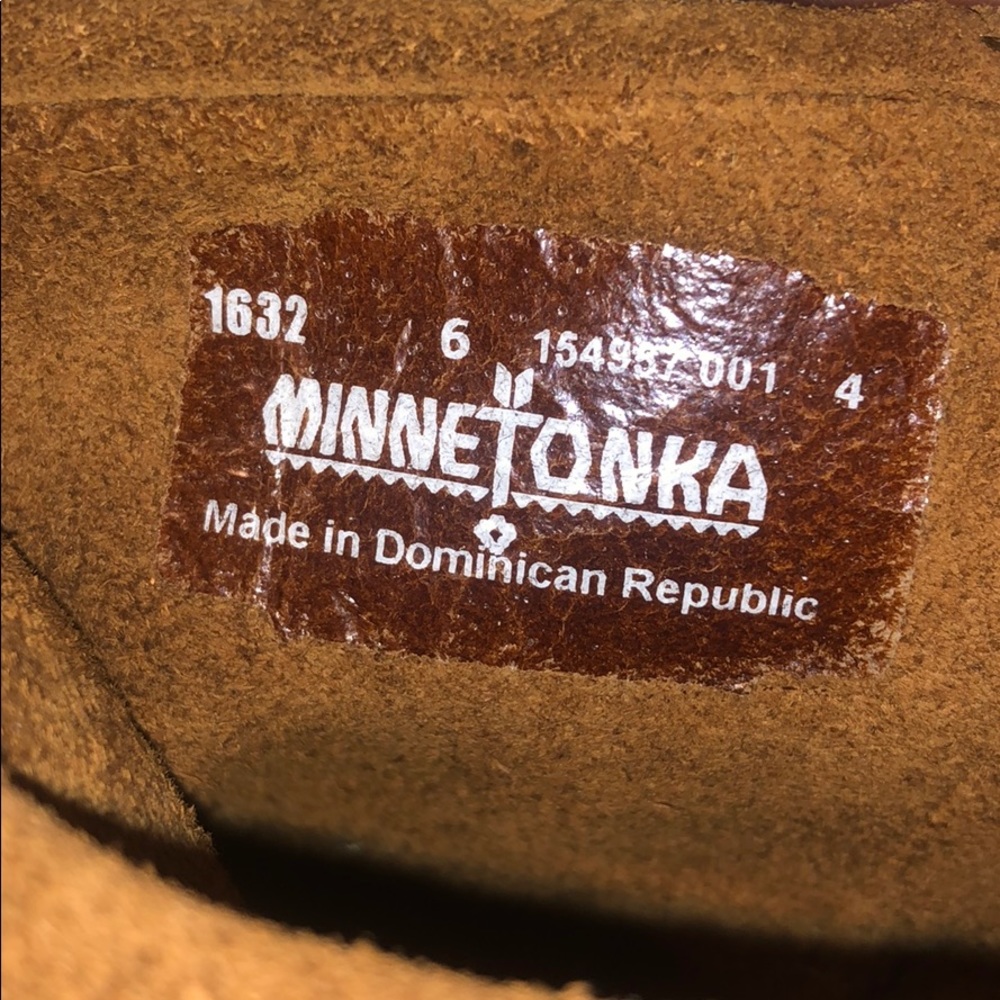 1632 6 154957 001 4
MINNETONKA
Made in Dominican Republic